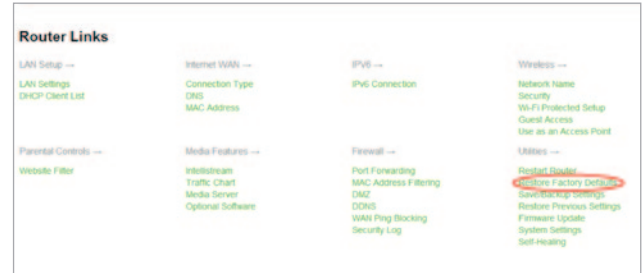 Router Links
LAN Setup →
LAN Settings
DHCP Client List
Internet WAN →
Connection Type
DNS
MAC Address
IPV6 →
IPv6 Connection
Wireless →
Network Name
Security
Wi-Fi Protected Setup
Guest Access
Use as an Access Point
Parental Controls →
Website Filter
Media Features →
Intellistream
Traffic Chart
Media Server
Optional Software
Firewall →
Port Forwarding
MAC Address Filtering
DMZ
DDNS
WAN Ping Blocking
Security Log
Utilities →
Restart Router
Restore Factory Defaults
Save/Backup Settings
Restore Previous Settings
Firmware Update
System Settings
Self-Healing